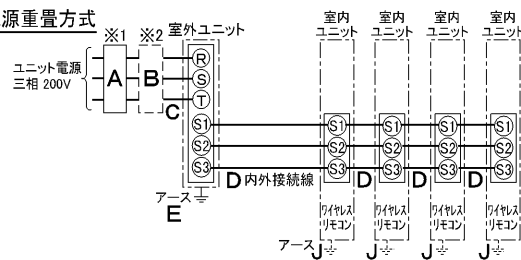 源重畳方式
※1
※2
室外ユニット
ユニット電源
三相 200V
A
B
C
R
S
T
S1
S2
S3
D 内外接続線
アース
E
室内
ユニット
S1
S2
S3
ワイヤレス
リモコン
アース
J
D
室内
ユニット
S1
S2
S3
ワイヤレス
リモコン
J
D
室内
ユニット
S1
S2
S3
ワイヤレス
リモコン
J
D
室内
ユニット
S1
S2
S3
ワイヤレス
リモコン
J